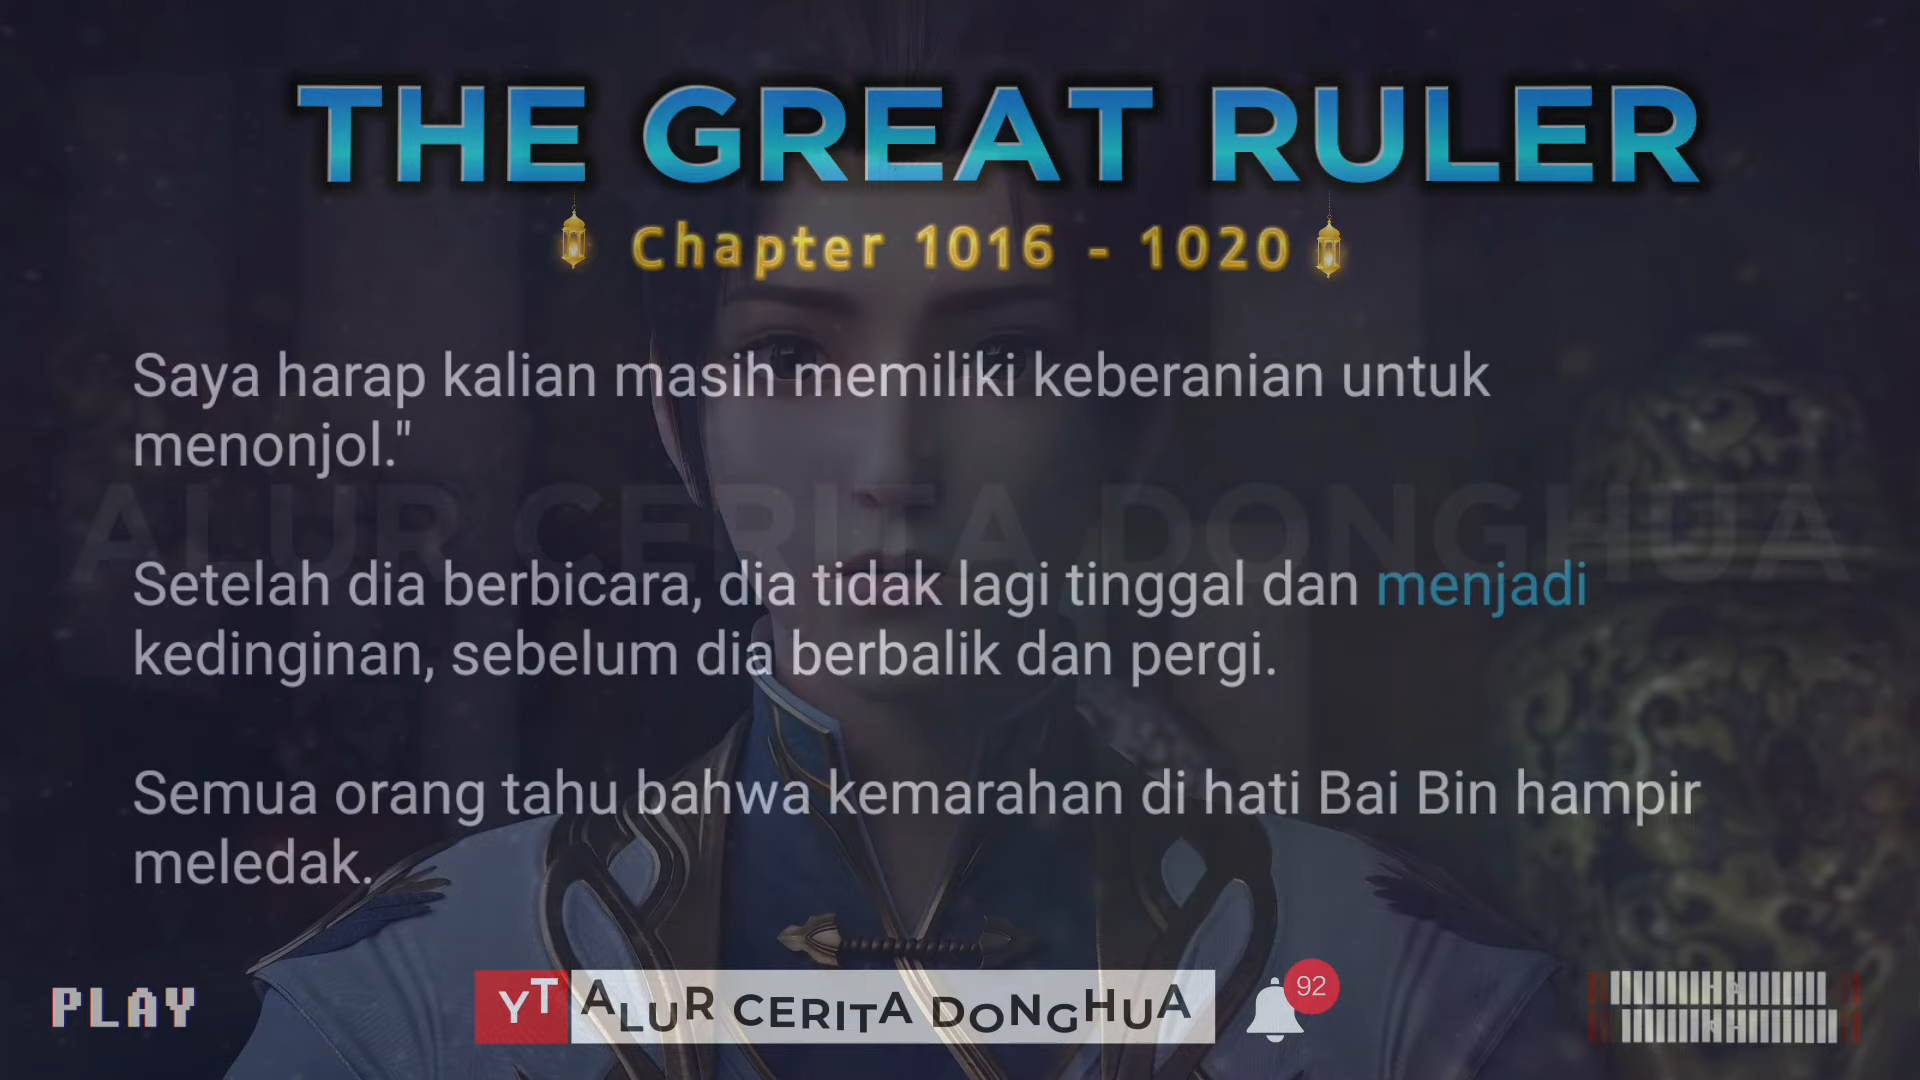 THE GREAT RULER
Chapter 1016 - 1020
Saya harap kalian masih memiliki keberanian untuk
menonjol."
ALUR CERITA DONGHUA
Setelah dia berbicara, dia tidak lagi tinggal dan menjadi
kedinginan, sebelum dia berbalik dan pergi.
Semua orang tahu bahwa kemarahan di hati Bai Bin hampir
meledak.
PLAY
YT ALUR CERITA DONGHUA
92